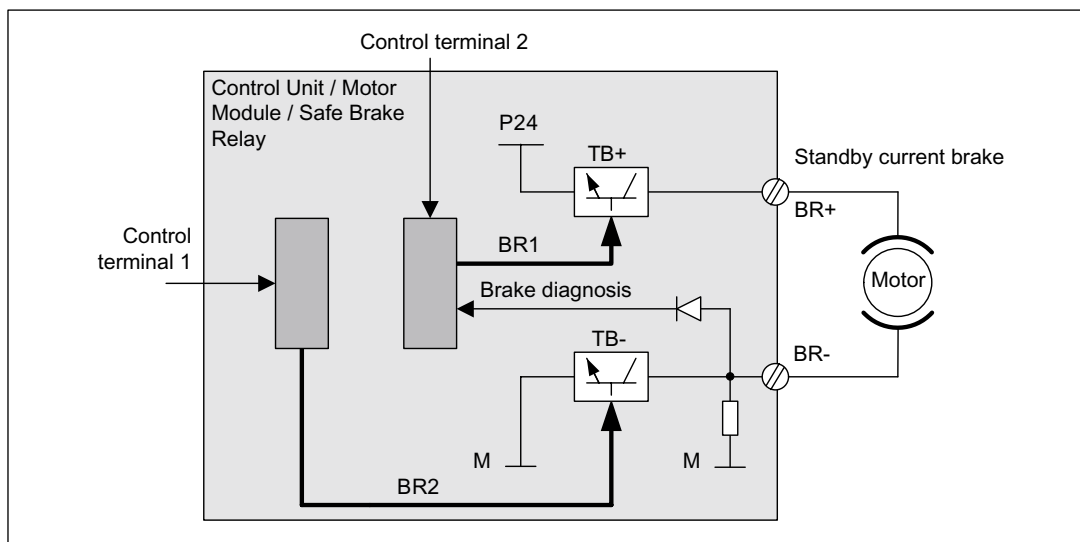 Control terminal 2
Control Unit / Motor
Module / Safe Brake
Relay
P24
TB+
Standby current brake
BR+
Control
terminal 1
BR1
Motor
Brake diagnosis
TB-
BR-
M
M
BR2